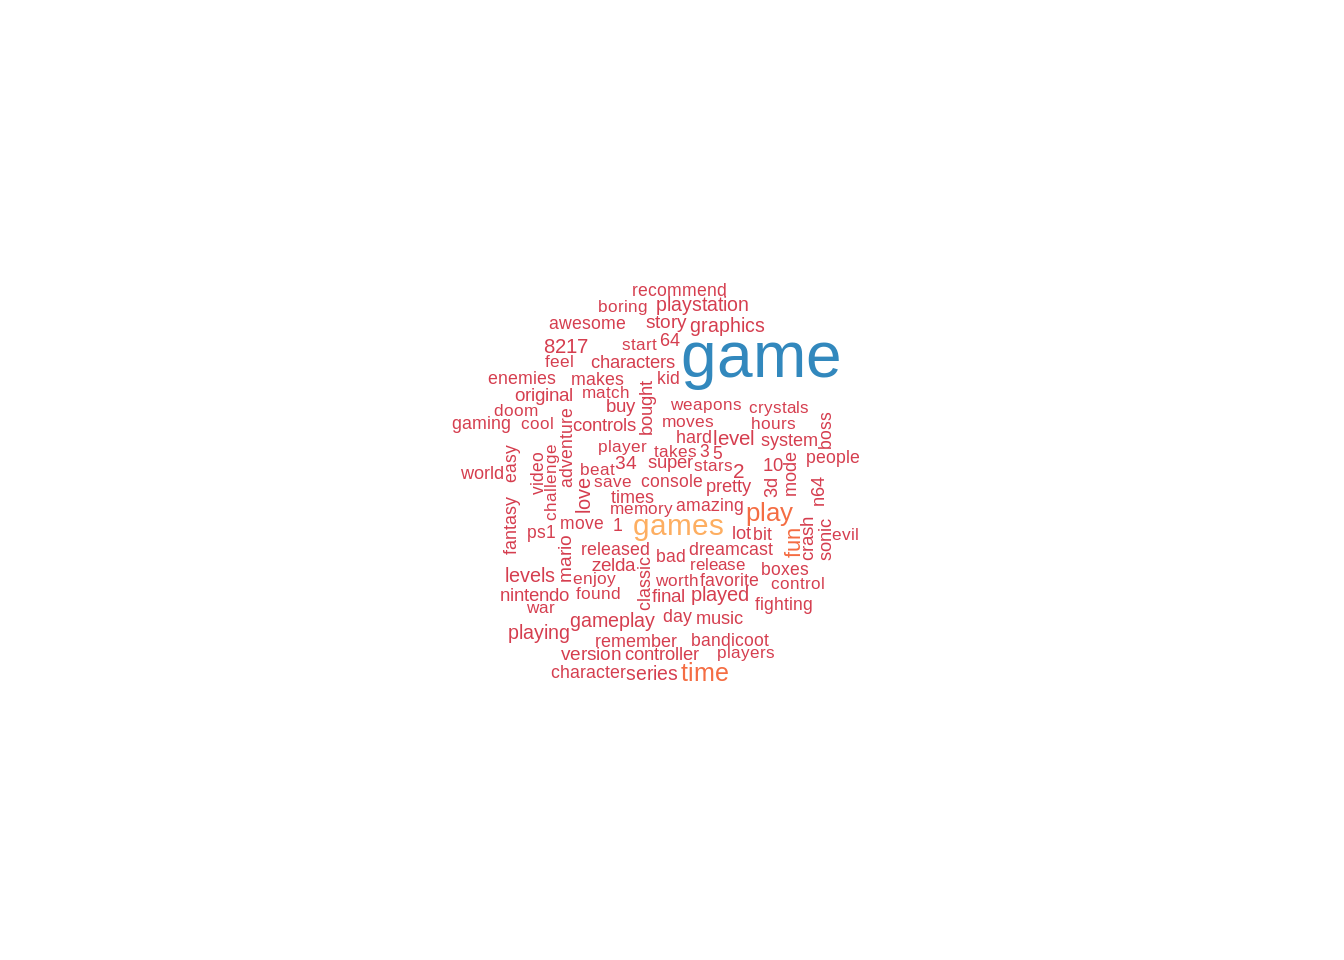 recommend
boring playstation
awesome story graphics
8217 start 64 game
feel characters
enemies makes kid
original match bought
doom buy weapons crystals
gaming cool controls moves hours
adventure hard level system boss
player takes 3 5
world easy video challenge beat 34 super stars 2 10 mode people
save console pretty 3d n64
love times
memory amazing play
fantasy ps1 move 1 games lot bit fun crash sonic evil
mario released bad dreamcast
levels zelda release boxes
enjoy classic worth favorite control
nintendo found final played
war fighting
gameplay day music
playing remember bandicoot
version controller players
character series time